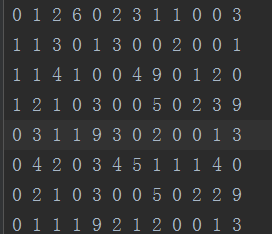 0 1 2 6 0 2 3 1 1 0 0 3
1 1 3 0 1 3 0 0 2 0 0 1
1 1 4 1 0 0 4 9 0 1 2 0
1 2 1 0 3 0 0 5 0 2 3 9
0 3 1 1 9 3 0 2 0 0 1 3
0 4 2 0 3 4 5 1 1 1 4 0
0 2 1 0 3 0 0 5 0 2 2 9
0 1 1 1 9 2 1 2 0 0 1 3